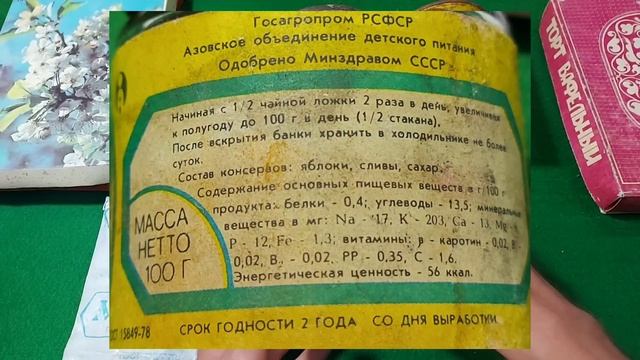 Госагропром РСФСР
Азовское объединение детского питания
Одобрено Минздравом СССР
Начиная с 1/2 чайной ложки 2 раза в день, увеличивая
к полугоду до 100 г в день (1/2 стакана).
После вскрытия банки хранить в холодильнике не более
суток.
Состав консервов: яблоки, сливы, сахар.
Содержание основных пищевых веществ в г/100 г
продукта: белки - 0,4; углеводы - 13,5; минеральные
вещества в мг: Na - 17, K - 203, Ca - 13, Mg
P - 12, Fe - 1,3; витамины: β - каротин - 0,02, B
0,02, B₂ - 0,02, PP - 0,35, C - 1,6.
Энергетическая ценность - 56 ккал.
МАССА
НЕТТО
100 Г
15849-78
СРОК ГОДНОСТИ 2 ГОДА СО ДНЯ ВЫРАБОТКИ
ТОРТ ВАФЕЛЬНЫЙ